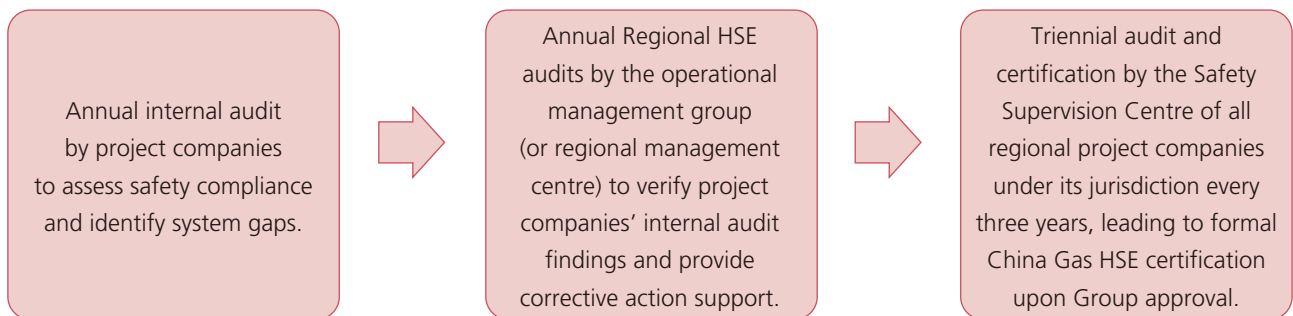 Annual internal audit
by project companies
to assess safety compliance
and identify system gaps.
Annual Regional HSE
audits by the operational
management group
(or regional management
centre) to verify project
companies’ internal audit
findings and provide
corrective action support.
Triennial audit and
certification by the Safety
Supervision Centre of all
regional project companies
under its jurisdiction every
three years, leading to formal
China Gas HSE certification
upon Group approval.